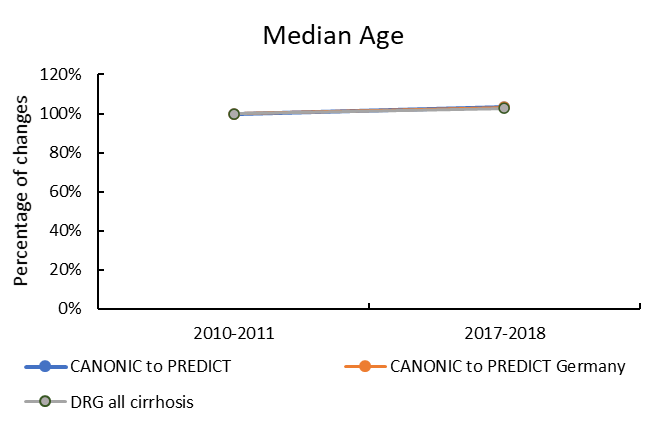 Median Age
Percentage of changes
120%
100%
80%
60%
40%
20%
0%
2010-2011 2017-2018
CANONIC to PREDICT CANONIC to PREDICT Germany
DRG all cirrhosis